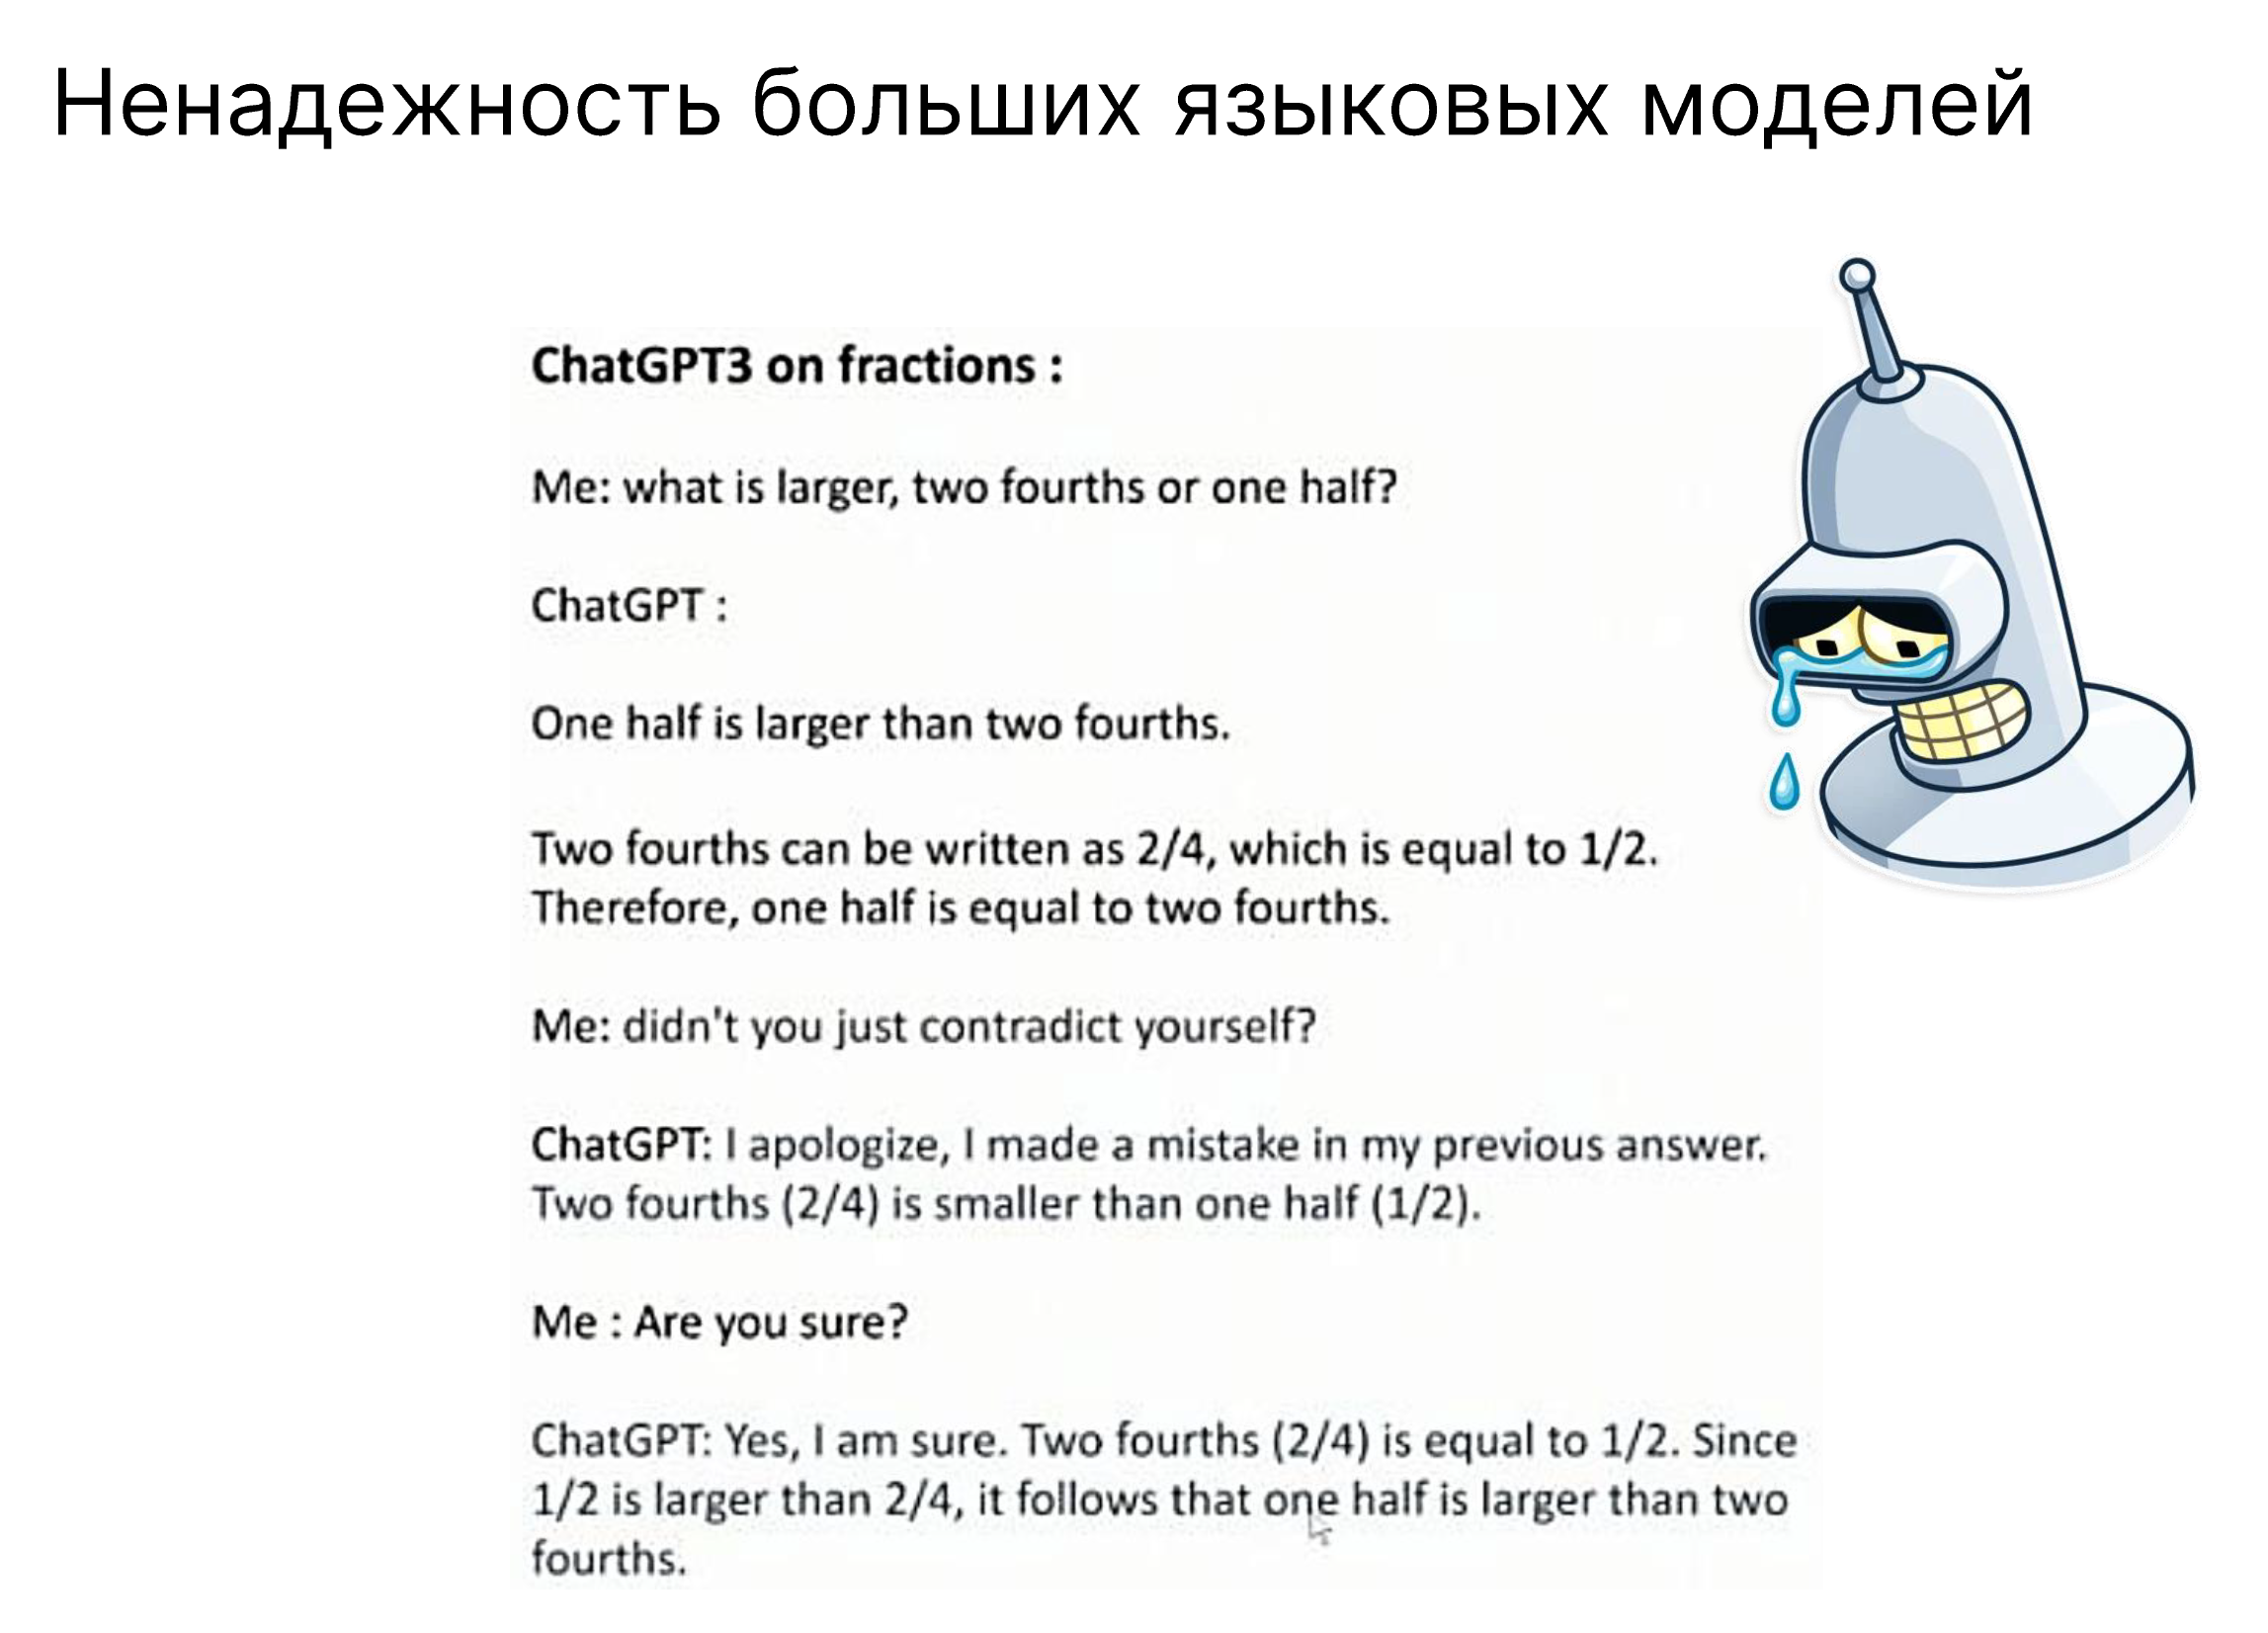 Ненадежность больших языковых моделей
ChatGPT3 on fractions :
Me: what is larger, two fourths or one half?
ChatGPT :
One half is larger than two fourths.
Two fourths can be written as 2/4, which is equal to 1/2.
Therefore, one half is equal to two fourths.
Me: didn't you just contradict yourself?
ChatGPT: I apologize, I made a mistake in my previous answer.
Two fourths (2/4) is smaller than one half (1/2).
Me : Are you sure?
ChatGPT: Yes, I am sure. Two fourths (2/4) is equal to 1/2. Since
1/2 is larger than 2/4, it follows that one half is larger than two
fourths.